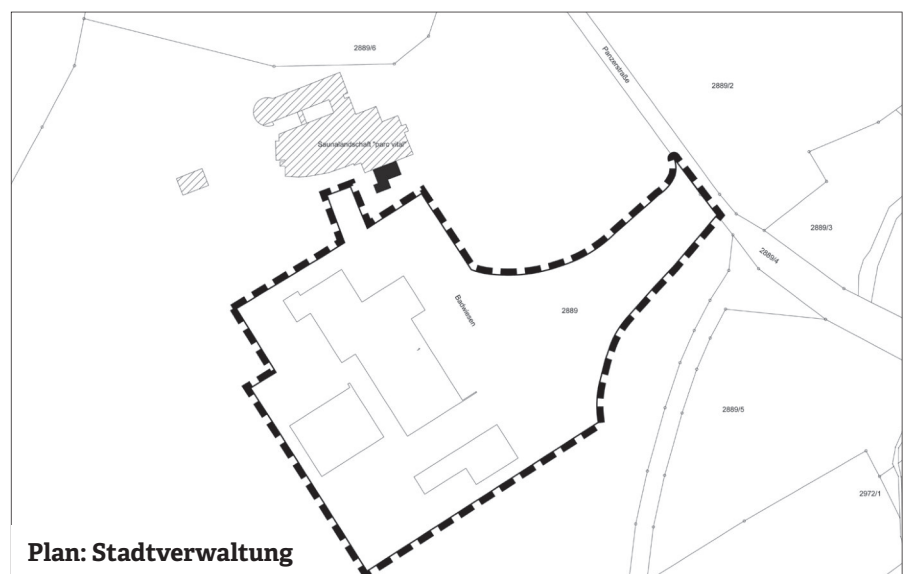 2889/6
Panzerstraße
2889/2
Saunalandschaft "parc vital"
2889/3
2889/4
Badwiesen
2889
2889/5
2972/1
Plan: Stadtverwaltung